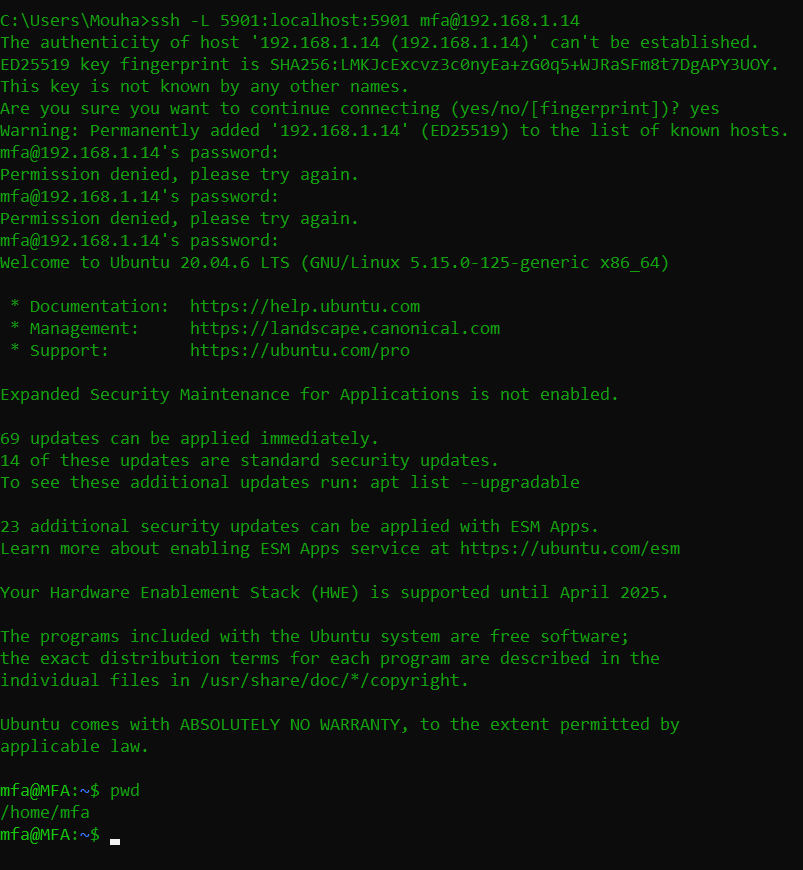 C:\Users\Mouha>ssh -L 5901:localhost:5901 mfa@192.168.1.14
The authenticity of host '192.168.1.14 (192.168.1.14)' can't be established.
ED25519 key fingerprint is SHA256:LMKJcExcvz3c0nyEa+zG0q5+WJRaSFm8t7DgAPY3UOY.
This key is not known by any other names.
Are you sure you want to continue connecting (yes/no/[fingerprint])? yes
Warning: Permanently added '192.168.1.14' (ED25519) to the list of known hosts.
mfa@192.168.1.14's password:
Permission denied, please try again.
mfa@192.168.1.14's password:
Permission denied, please try again.
mfa@192.168.1.14's password:
Welcome to Ubuntu 20.04.6 LTS (GNU/Linux 5.15.0-125-generic x86_64)

 * Documentation:  https://help.ubuntu.com
 * Management:     https://landscape.canonical.com
 * Support:        https://ubuntu.com/pro

Expanded Security Maintenance for Applications is not enabled.

69 updates can be applied immediately.
14 of these updates are standard security updates.
To see these additional updates run: apt list --upgradable

23 additional security updates can be applied with ESM Apps.
Learn more about enabling ESM Apps service at https://ubuntu.com/esm

Your Hardware Enablement Stack (HWE) is supported until April 2025.

The programs included with the Ubuntu system are free software;
the exact distribution terms for each program are described in the
individual files in /usr/share/doc/*/copyright.

Ubuntu comes with ABSOLUTELY NO WARRANTY, to the extent permitted by
applicable law.

mfa@MFA:~$ pwd
/home/mfa
mfa@MFA:~$